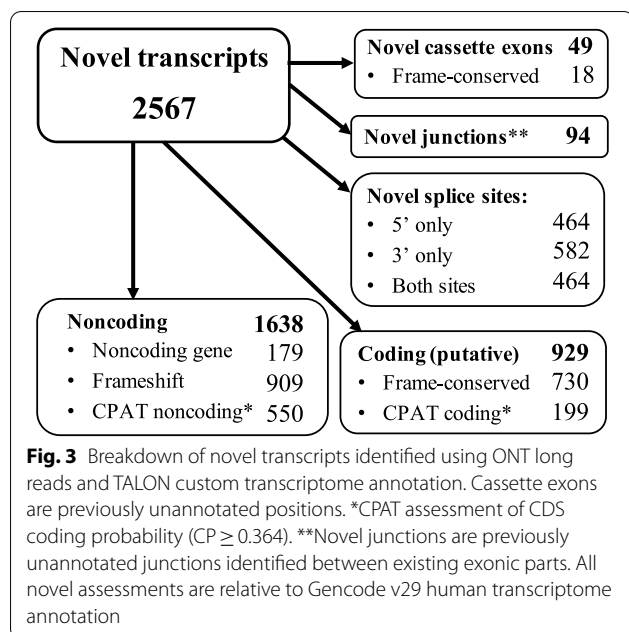 Novel transcripts
2567
Novel cassette exons 49
• Frame-conserved 18
Novel junctions** 94
Novel splice sites:
• 5’ only 464
• 3’ only 582
• Both sites 464
Noncoding 1638
• Noncoding gene 179
• Frameshift 909
• CPAT noncoding* 550
Coding (putative) 929
• Frame-conserved 730
• CPAT coding* 199
Fig. 3 Breakdown of novel transcripts identified using ONT long
reads and TALON custom transcriptome annotation. Cassette exons
are previously unannotated positions. *CPAT assessment of CDS
coding probability (CP ≥ 0.364). **Novel junctions are previously
unannotated junctions identified between existing exonic parts. All
novel assessments are relative to Gencode v29 human transcriptome
annotation